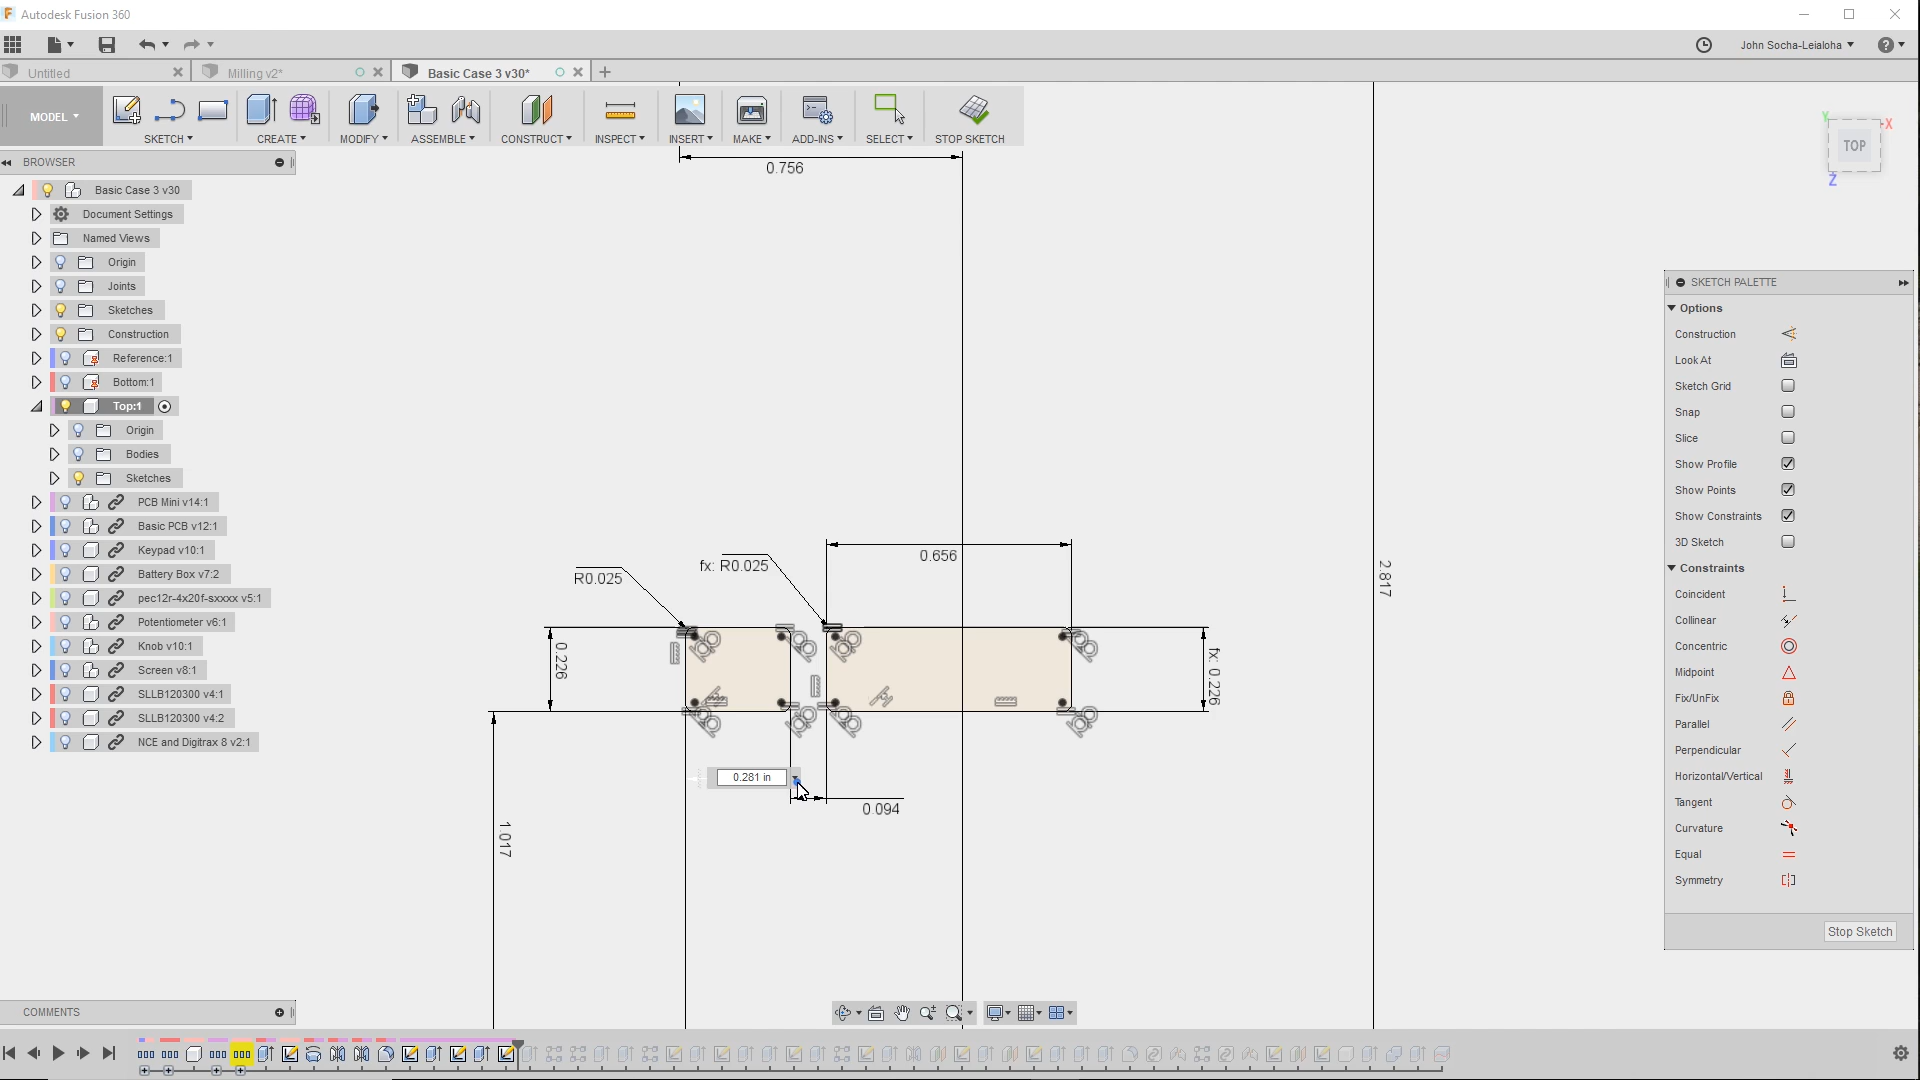 Autodesk Fusion 360
John Socha-Leialoha
Untitled
Milling v2*
Basic Case 3 v30*
MODEL
SKETCH
CREATE
MODIFY
ASSEMBLE
CONSTRUCT
INSPECT
INSERT
MAKE
ADD-INS
SELECT
STOP SKETCH
BROWSER
Basic Case 3 v30
Document Settings
Named Views
Origin
Joints
Sketches
Construction
Reference:1
Bottom:1
Top:1
Origin
Bodies
Sketches
PCB Mini v14:1
Basic PCB v12:1
Keypad v10:1
Battery Box v7:2
pec12r-4x20f-sxxxx v5:1
Potentiometer v6:1
Knob v10:1
Screen v8:1
SLLB120300 v4:1
SLLB120300 v4:2
NCE and Digitrax 8 v2:1
0.756
0.656
fx: R0.025
R0.025
0.226
fx: 0.226
2.817
0.281 in
0.094
1.017
Y
X
TOP
Z
SKETCH PALETTE
Options
Construction
Look At
Sketch Grid
Snap
Slice
Show Profile
Show Points
Show Constraints
3D Sketch
Constraints
Coincident
Collinear
Concentric
Midpoint
Fix/UnFix
Parallel
Perpendicular
Horizontal/Vertical
Tangent
Curvature
Equal
Symmetry
Stop Sketch
COMMENTS